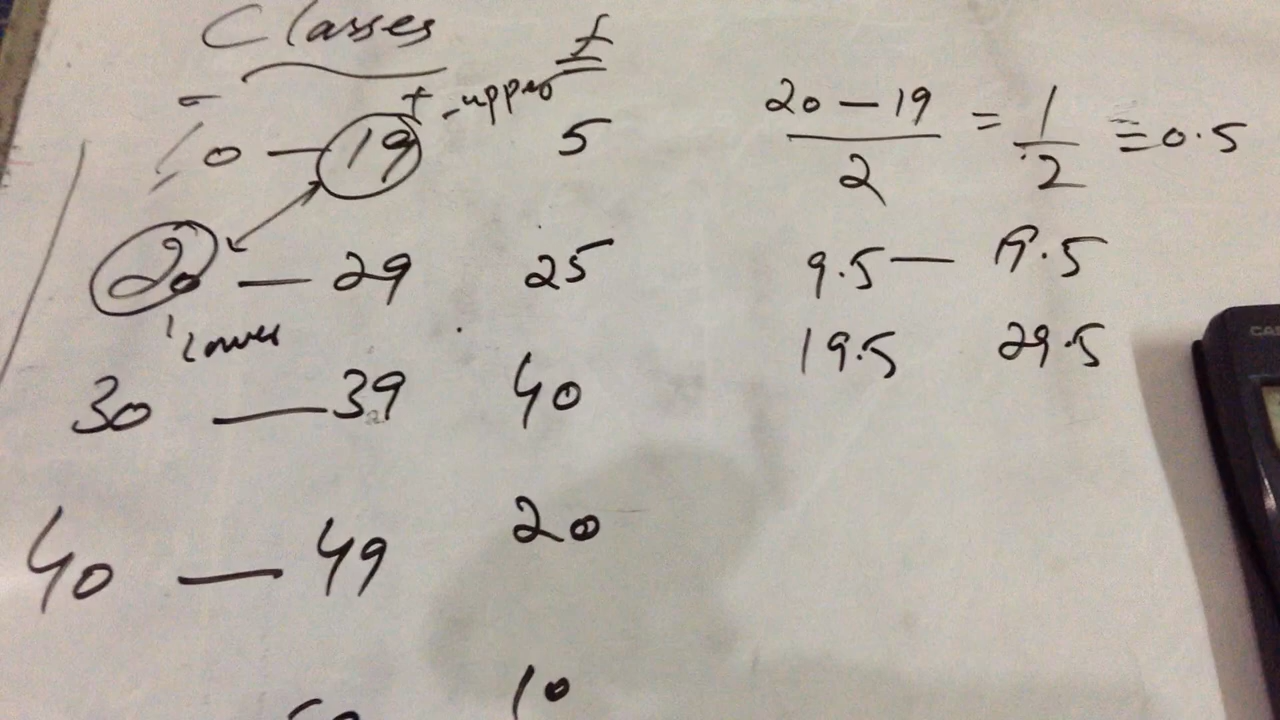 Classes f
- + - upper
10 — 19 5
20 — 29 25
lower
30 — 39 40
40 — 49 20
10
20 - 19 / 2 = 1 / 2 = 0.5
9.5 — 19.5
19.5 29.5